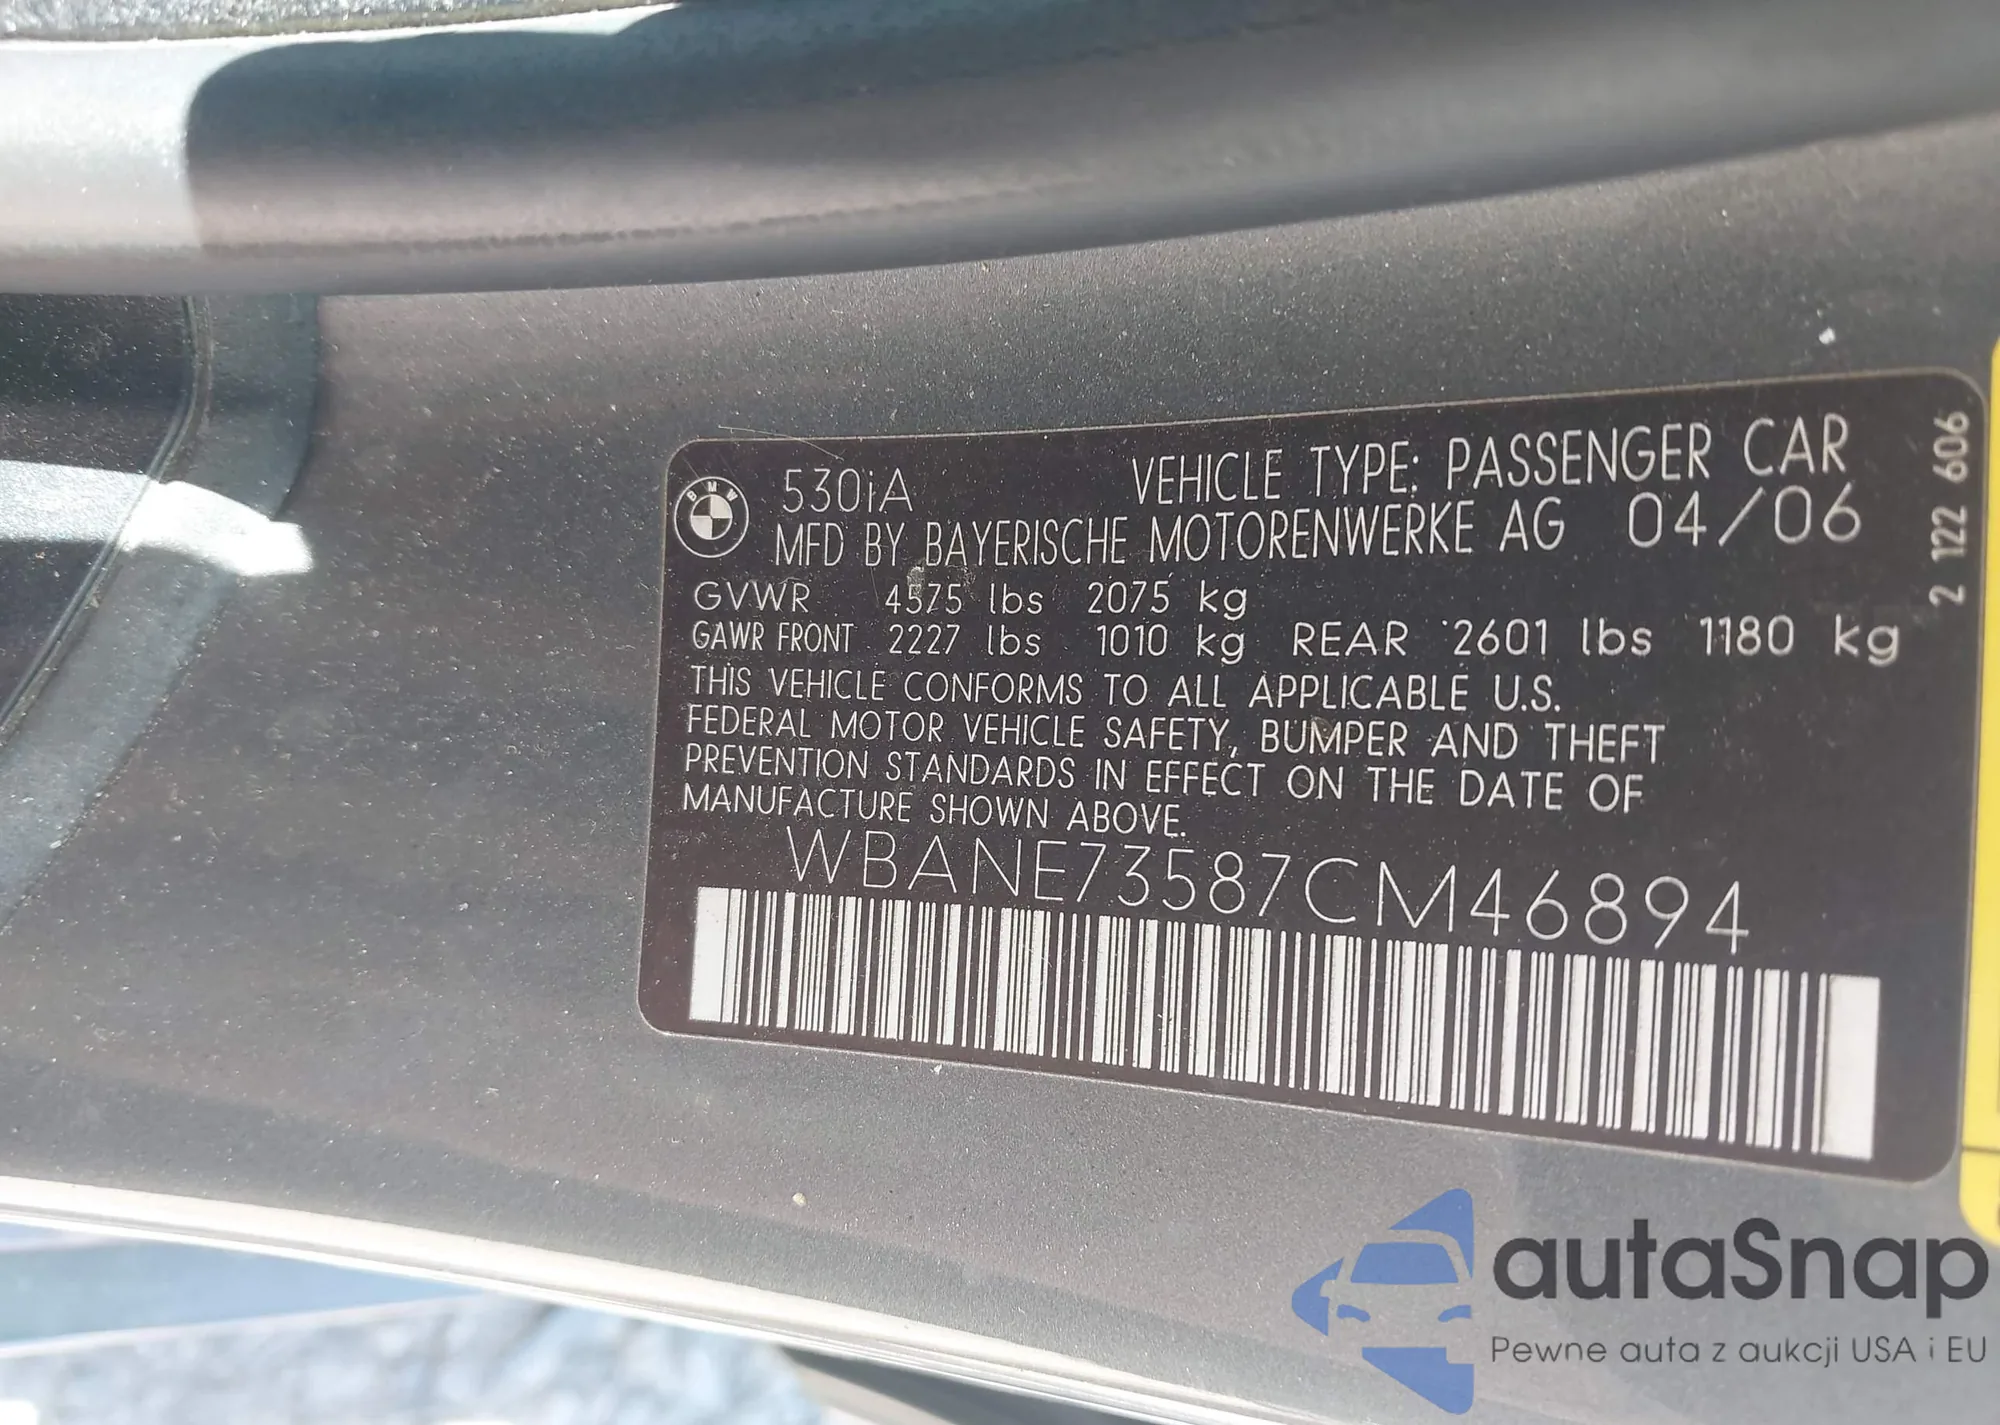 BMW
530iA VEHICLE TYPE: PASSENGER CAR
MFD BY BAYERISCHE MOTORENWERKE AG 04/06
GVWR 4575 lbs 2075 kg
GAWR FRONT 2227 lbs 1010 kg REAR 2601 lbs 1180 kg
THIS VEHICLE CONFORMS TO ALL APPLICABLE U.S.
FEDERAL MOTOR VEHICLE SAFETY, BUMPER AND THEFT
PREVENTION STANDARDS IN EFFECT ON THE DATE OF
MANUFACTURE SHOWN ABOVE.
WBANE73587CM46894
2 122 606
autaSnap
Pewne auta z aukcji USA i EU